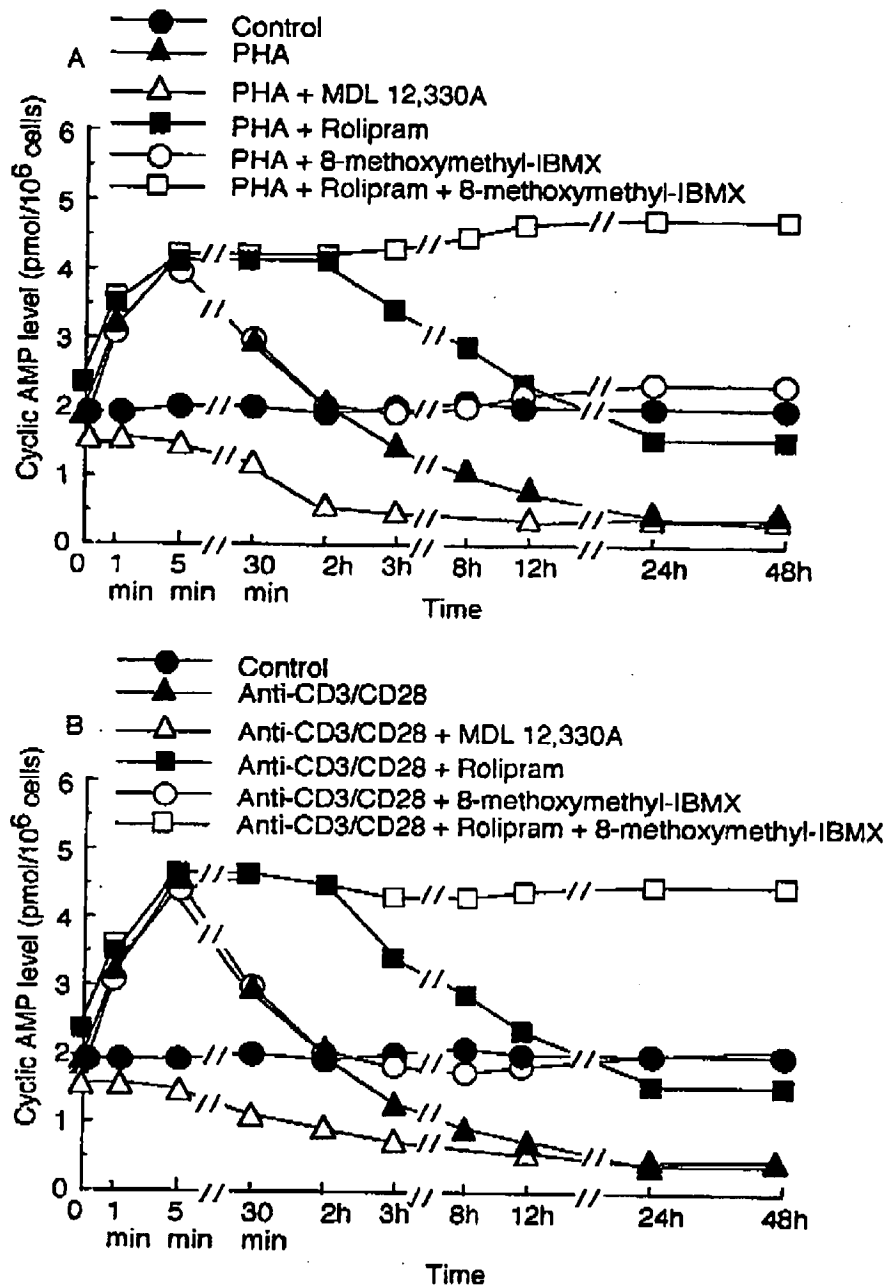 Control
A
PHA
PHA + MDL 12,330A
PHA + Rolipram
PHA + 8-methoxymethyl-IBMX
PHA + Rolipram + 8-methoxymethyl-IBMX
Cyclic AMP level (pmol/10⁶ cells)
6
5
4
3
2
1
0
0 1 min 5 min // 30 min 2h 3h // 8h 12h // 24h 48h
Time
Control
Anti-CD3/CD28
B
Anti-CD3/CD28 + MDL 12,330A
Anti-CD3/CD28 + Rolipram
Anti-CD3/CD28 + 8-methoxymethyl-IBMX
Anti-CD3/CD28 + Rolipram + 8-methoxymethyl-IBMX
Cyclic AMP level (pmol/10⁶ cells)
6
5
4
3
2
1
0
0 1 min 5 min // 30 min 2h 3h // 8h 12h // 24h 48h
Time